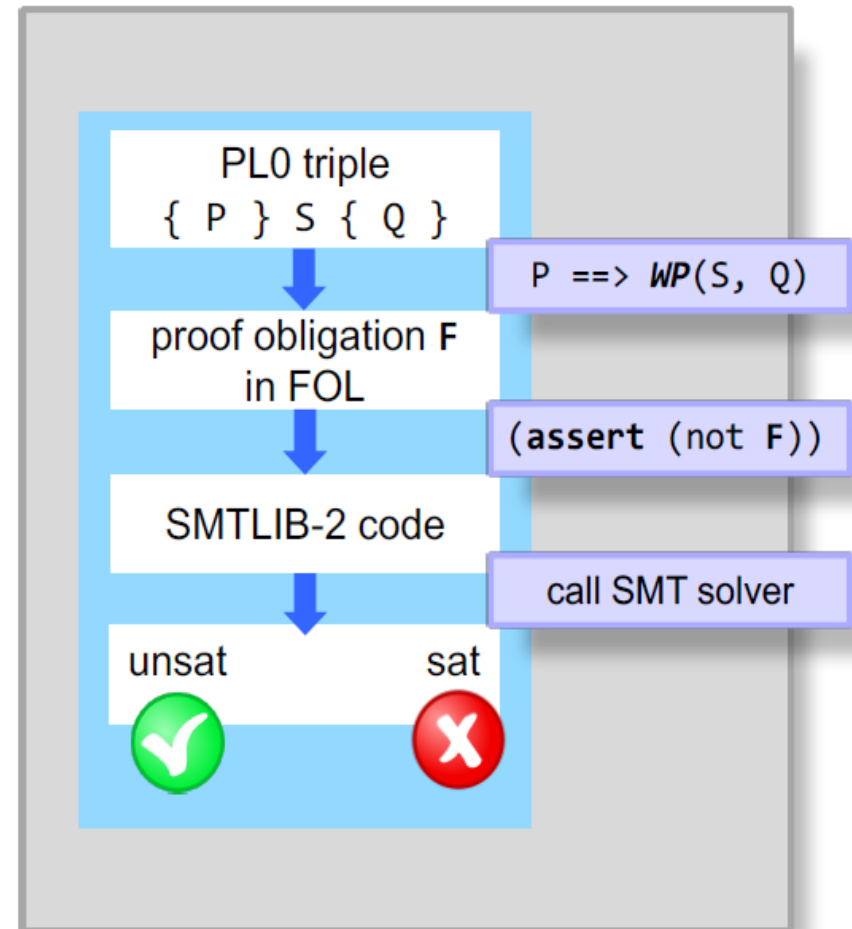 PL0 triple
{ P } S { Q }
P ==> WP(S, Q)
proof obligation F
in FOL
(assert (not F))
SMTLIB-2 code
call SMT solver
unsat sat